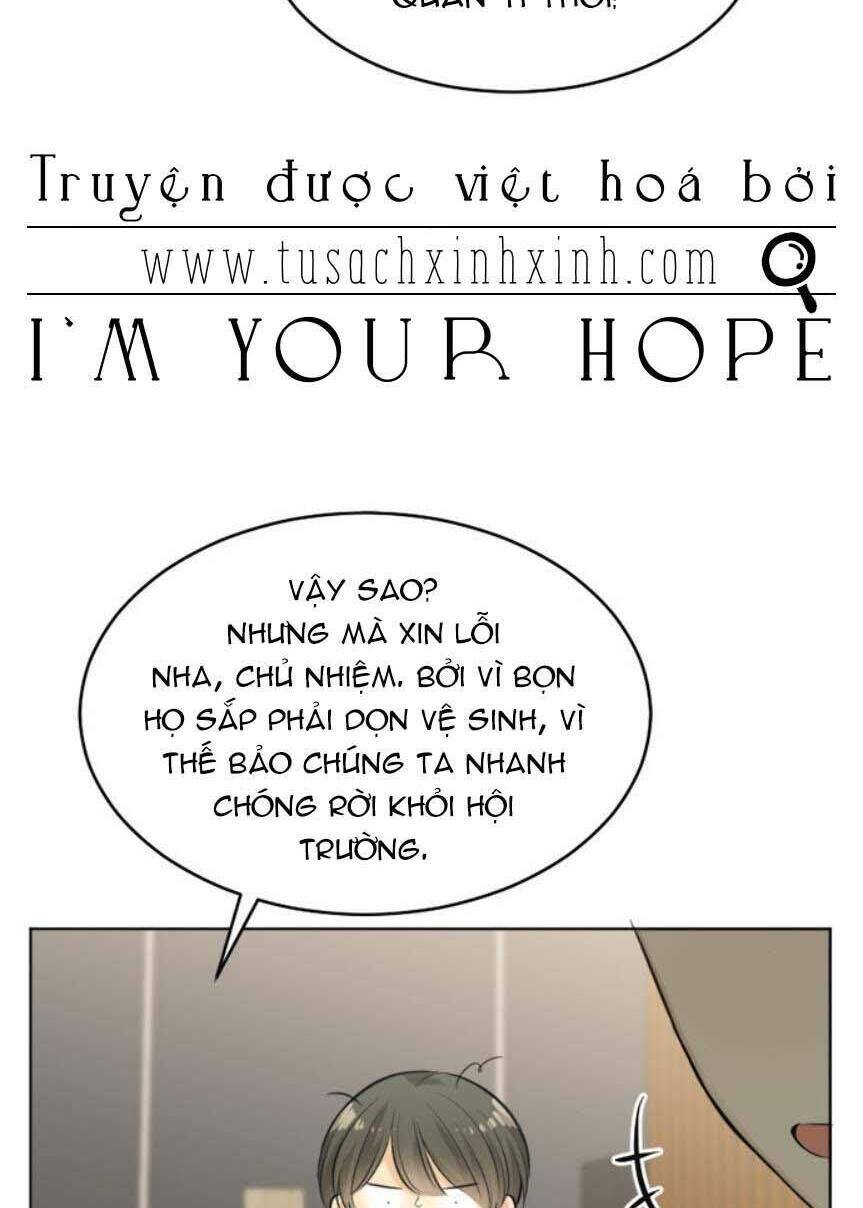 Truyện được việt hoá bởi
www.tusachxinhxinh.com
I'M YOUR HOPE
VẬY SAO?
NHƯNG MÀ XIN LỖI
NHA, CHỦ NHIỆM. BỞI VÌ BỌN
HỌ SẮP PHẢI DỌN VỆ SINH, VÌ
THẾ BẢO CHÚNG TA NHANH
CHÓNG RỜI KHỎI HỘI
TRƯỜNG.